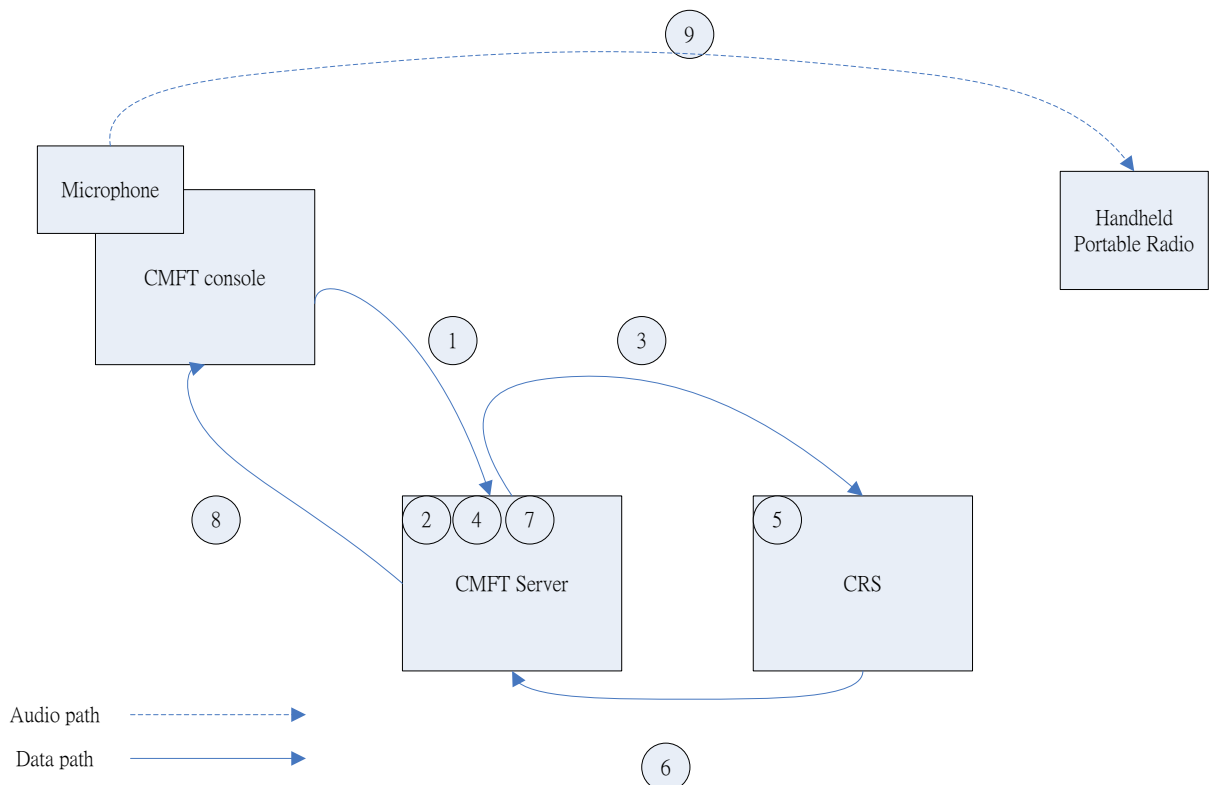 9
Microphone
Handheld
Portable Radio
CMFT console
1
3
8
2 4 7
5
CMFT Server
CRS
Audio path
Data path
6